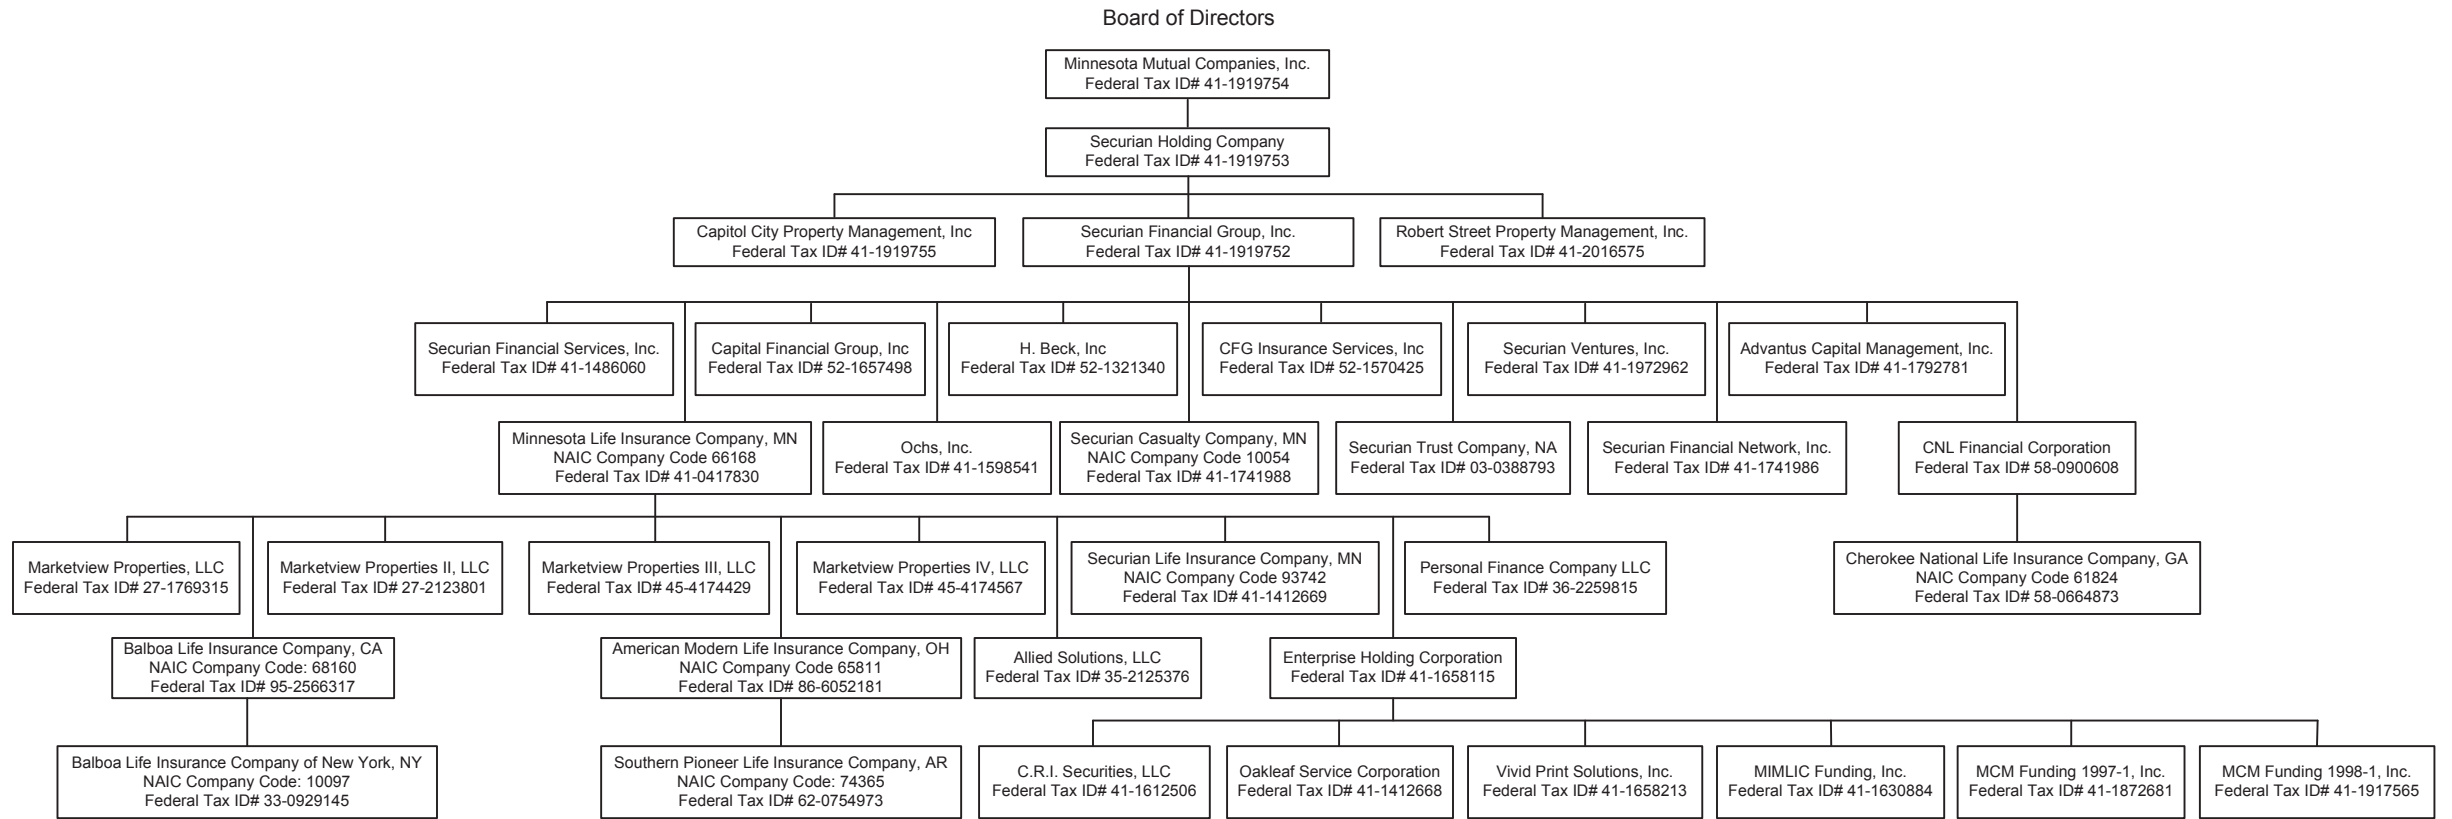 Board of Directors
Minnesota Mutual Companies, Inc.
Federal Tax ID# 41-1919754
Securian Holding Company
Federal Tax ID# 41-1919753
Capitol City Property Management, Inc
Federal Tax ID# 41-1919755
Securian Financial Group, Inc.
Federal Tax ID# 41-1919752
Robert Street Property Management, Inc.
Federal Tax ID# 41-2016575
Securian Financial Services, Inc.
Federal Tax ID# 41-1486060
Capital Financial Group, Inc
Federal Tax ID# 52-1657498
H. Beck, Inc
Federal Tax ID# 52-1321340
CFG Insurance Services, Inc
Federal Tax ID# 52-1570425
Securian Ventures, Inc.
Federal Tax ID# 41-1972962
Advantus Capital Management, Inc.
Federal Tax ID# 41-1792781
Minnesota Life Insurance Company, MN
NAIC Company Code 66168
Federal Tax ID# 41-0417830
Ochs, Inc.
Federal Tax ID# 41-1598541
Securian Casualty Company, MN
NAIC Company Code 10054
Federal Tax ID# 41-1741988
Securian Trust Company, NA
Federal Tax ID# 03-0388793
Securian Financial Network, Inc.
Federal Tax ID# 41-1741986
CNL Financial Corporation
Federal Tax ID# 58-0900608
Marketview Properties, LLC
Federal Tax ID# 27-1769315
Marketview Properties II, LLC
Federal Tax ID# 27-2123801
Marketview Properties III, LLC
Federal Tax ID# 45-4174429
Marketview Properties IV, LLC
Federal Tax ID# 45-4174567
Securian Life Insurance Company, MN
NAIC Company Code 93742
Federal Tax ID# 41-1412669
Personal Finance Company LLC
Federal Tax ID# 36-2259815
Cherokee National Life Insurance Company, GA
NAIC Company Code 61824
Federal Tax ID# 58-0664873
Balboa Life Insurance Company, CA
NAIC Company Code: 68160
Federal Tax ID# 95-2566317
American Modern Life Insurance Company, OH
NAIC Company Code 65811
Federal Tax ID# 86-6052181
Allied Solutions, LLC
Federal Tax ID# 35-2125376
Enterprise Holding Corporation
Federal Tax ID# 41-1658115
Balboa Life Insurance Company of New York, NY
NAIC Company Code: 10097
Federal Tax ID# 33-0929145
Southern Pioneer Life Insurance Company, AR
NAIC Company Code: 74365
Federal Tax ID# 62-0754973
C.R.I. Securities, LLC
Federal Tax ID# 41-1612506
Oakleaf Service Corporation
Federal Tax ID# 41-1412668
Vivid Print Solutions, Inc.
Federal Tax ID# 41-1658213
MIMLIC Funding, Inc.
Federal Tax ID# 41-1630884
MCM Funding 1997-1, Inc.
Federal Tax ID# 41-1872681
MCM Funding 1998-1, Inc.
Federal Tax ID# 41-1917565